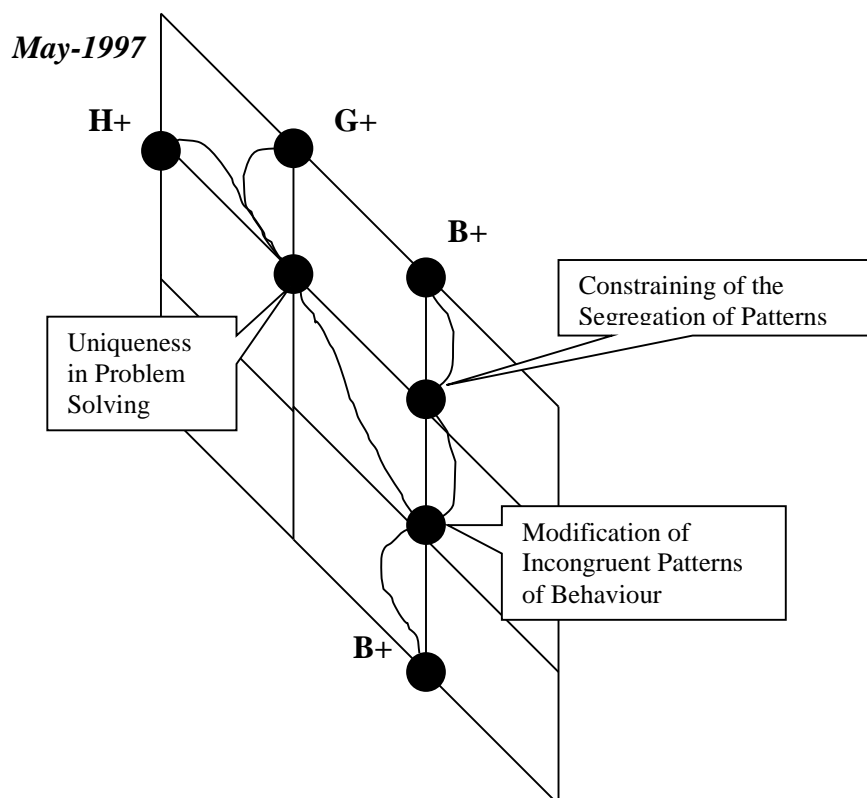 May-1997
H+
G+
B+
Constraining of the
Segregation of Patterns
Uniqueness
in Problem
Solving
Modification of
Incongruent Patterns
of Behaviour
B+